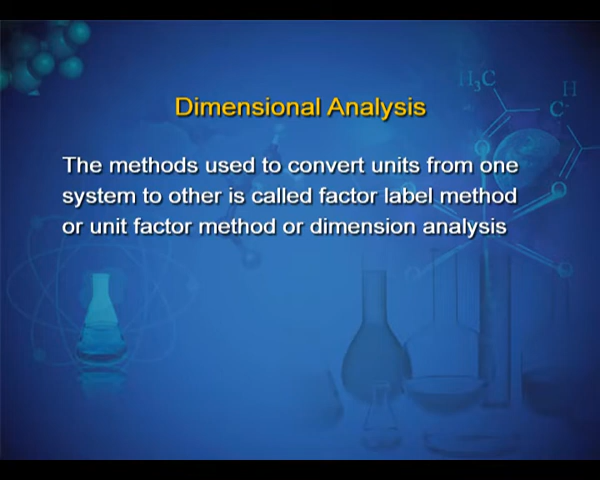 H₃C
H
C
Dimensional Analysis
The methods used to convert units from one
system to other is called factor label method
or unit factor method or dimension analysis